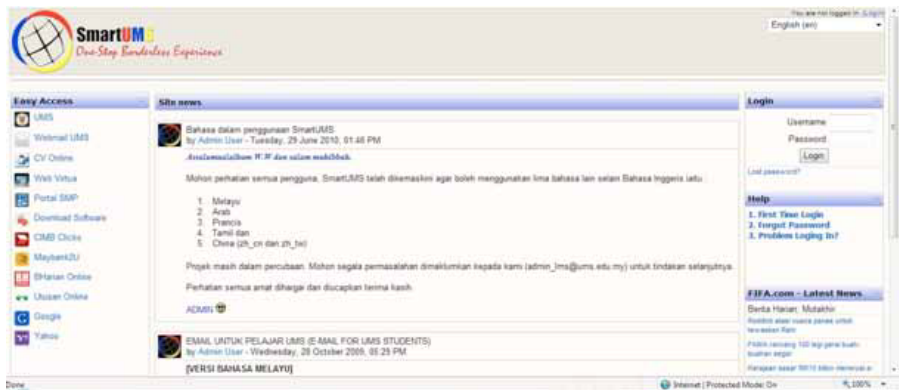 You are not logged in. (Login)
SmartUMS
One-Stop Borderless Experience
English (en)
Easy Access
UMS
Webmail UMS
CV Online
Web Virtua
Portal SMP
Download Software
CIMB Clicks
Maybank2U
BHarian Online
Utusan Online
Google
Yahoo
Site news
Bahasa dalam penggunaan SmartUMS
by Admin User - Tuesday, 29 June 2010, 01:46 PM
Assalamualaikum W.W dan salam
Mohon perhatian semua pengguna, SmartUMS telah dikemaskini agar boleh menggunakan lima bahasa lain selain Bahasa Inggeris iaitu :
1. Melayu
2. Arab
3. Prancis
4. Tamil dan
5. China (zh_cn dan zh_tw)
Projek masih dalam percubaan. Mohon segala permasalahan dimaklumkan kepada kami (admin_lms@ums.edu.my) untuk tindakan selanjutnya.
Perhatian semua amat dihargai dan diucapkan terima kasih.
ADMIN
EMAIL UNTUK PELAJAR UMS (E-MAIL FOR UMS STUDENTS)
by Admin User - Wednesday, 28 October 2009, 05:29 PM
[VERSI BAHASA MELAYU]
Login
Username
Password
Login
Lost password?
Help
1. First Time Login
2. Forgot Password
3. Problem Loging In?
FIFA.com - Latest News
Berita Harian: Mutakhir
Done
Internet | Protected Mode: On
100%